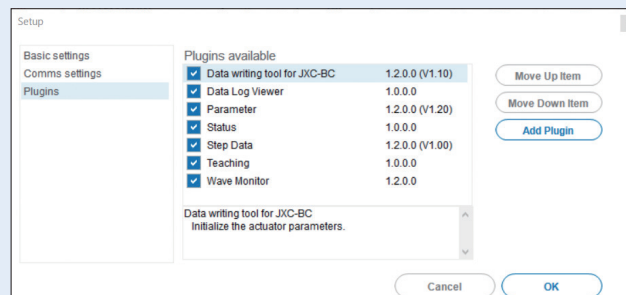 Setup
Basic settings
Comms settings
Plugins
Plugins available
Data writing tool for JXC-BC 1.2.0.0 (V1.10)
Data Log Viewer 1.0.0.0
Parameter 1.2.0.0 (V1.20)
Status 1.0.0.0
Step Data 1.2.0.0 (V1.00)
Teaching 1.0.0.0
Wave Monitor 1.2.0.0
Data writing tool for JXC-BC
Initialize the actuator parameters.
Move Up Item
Move Down Item
Add Plugin
Cancel OK